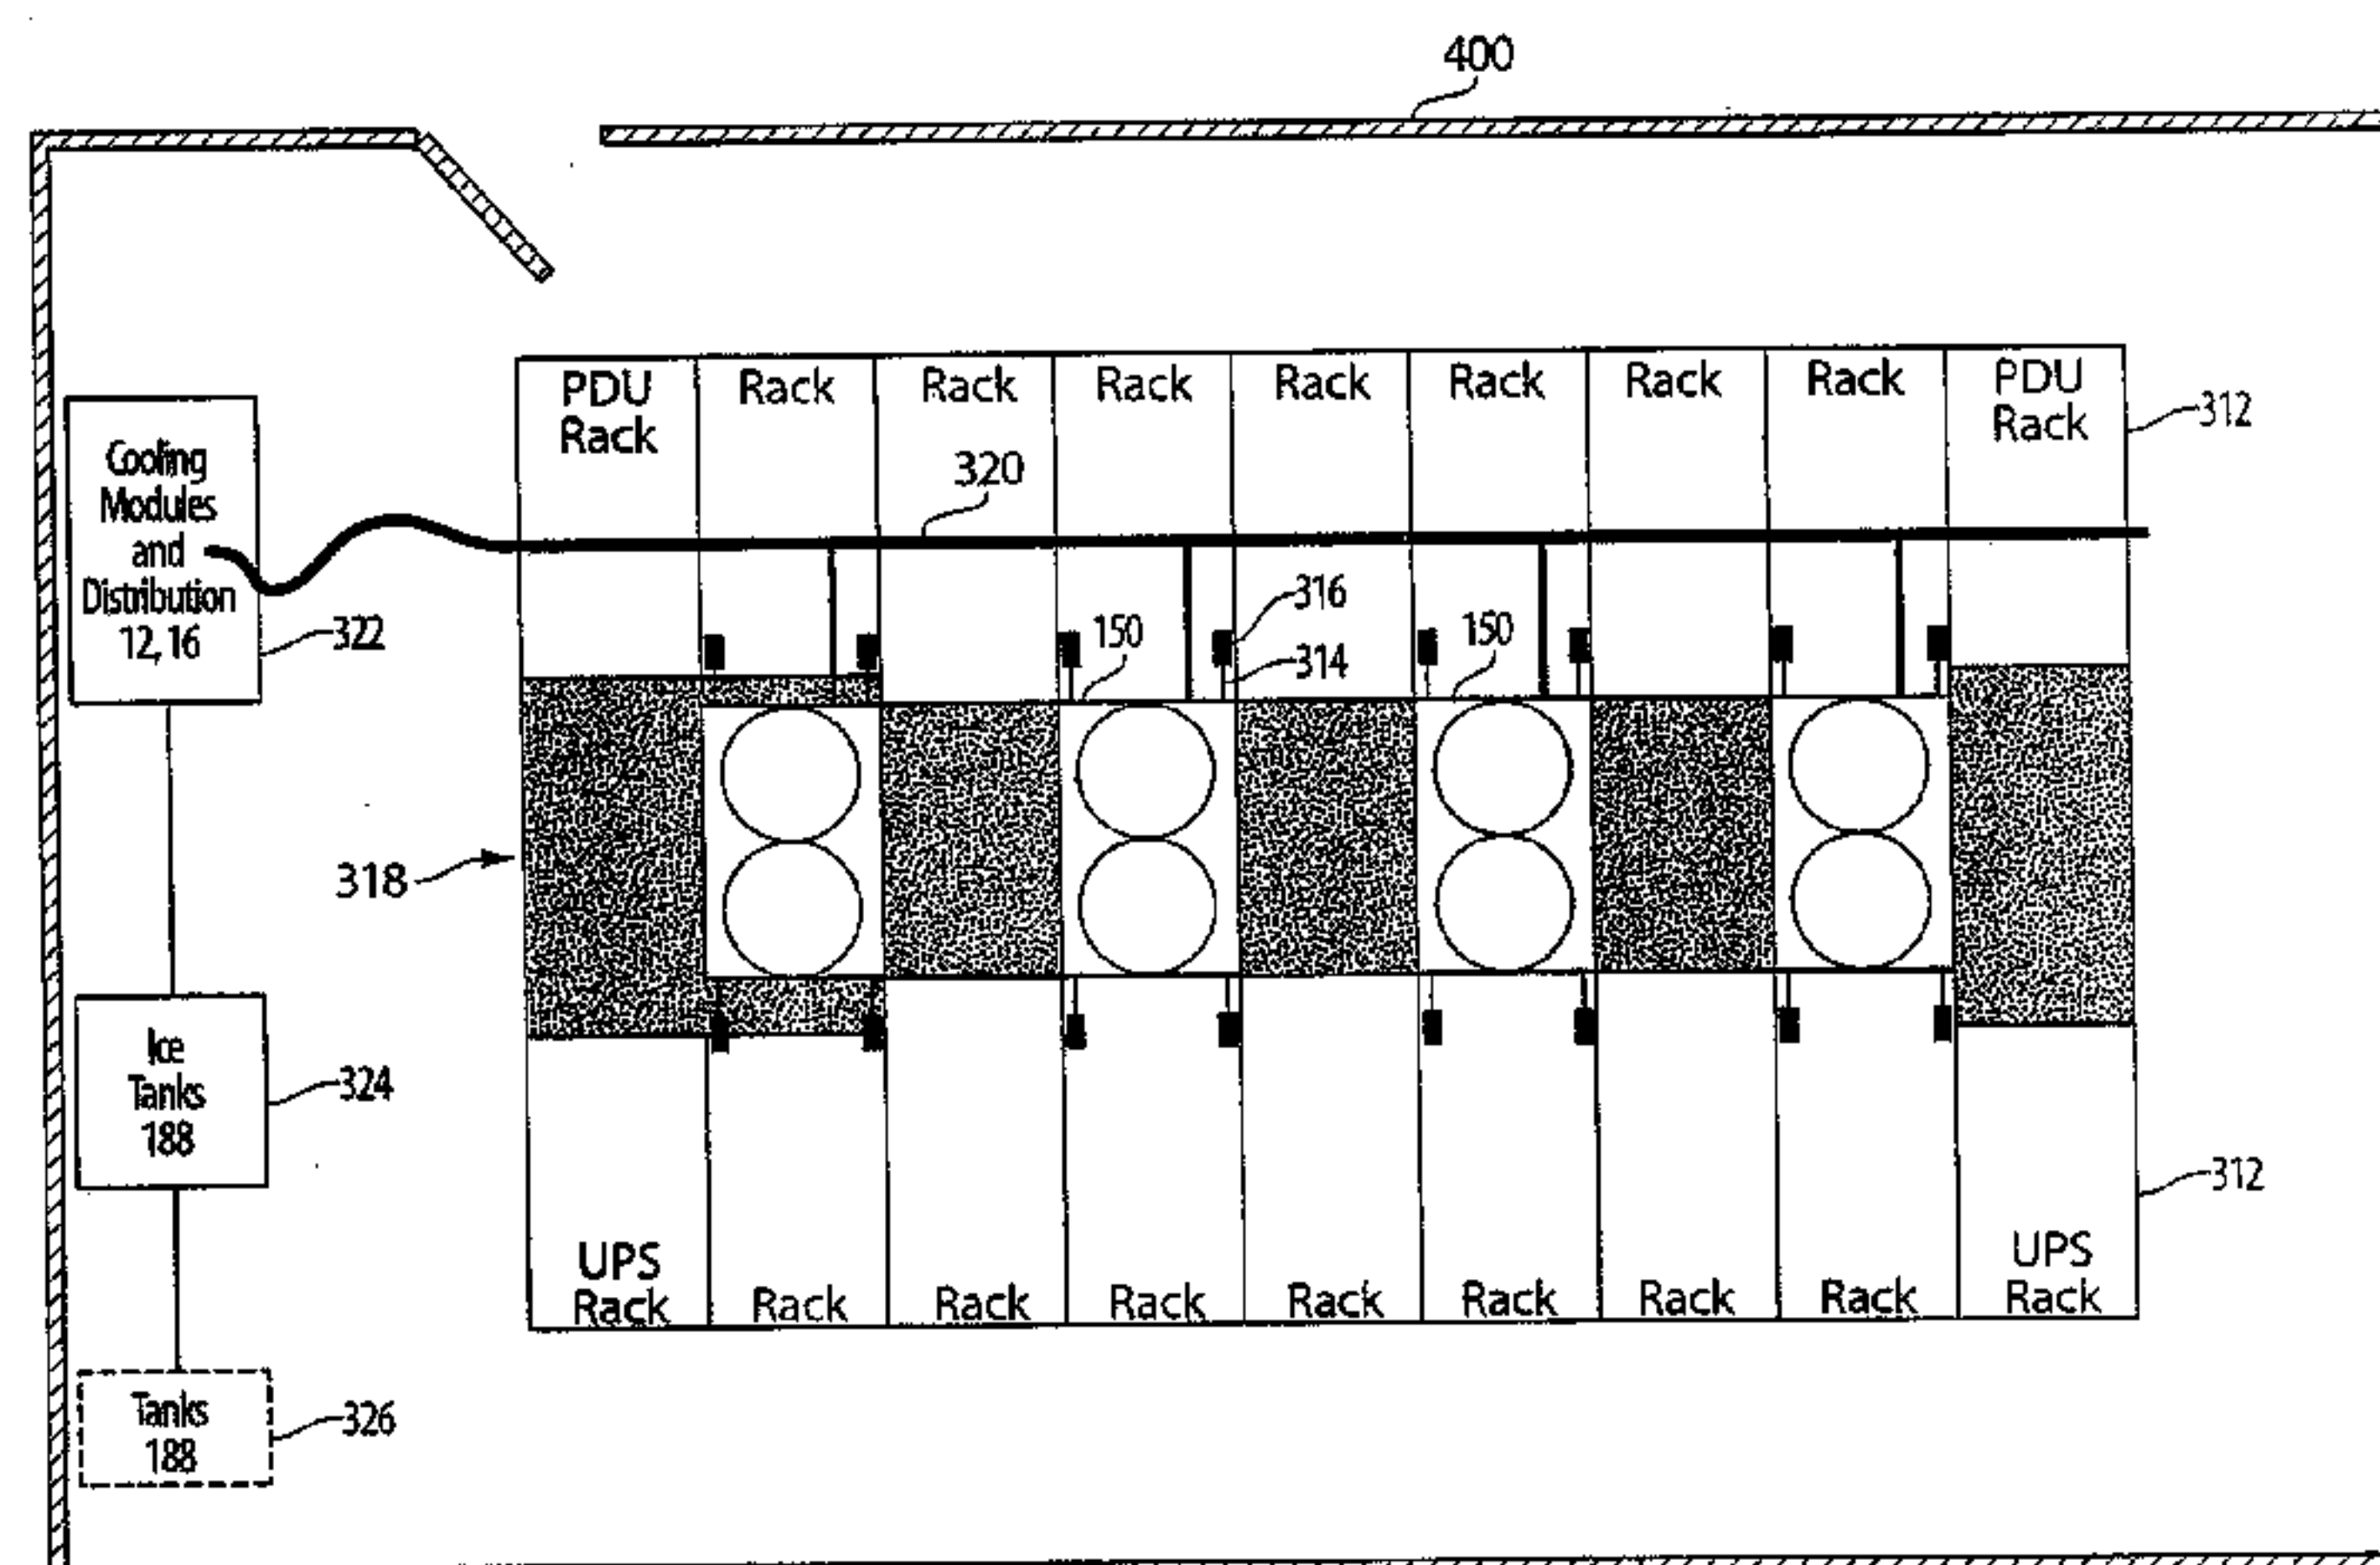 400
PDU
Rack
Rack
Rack
Rack
Rack
Rack
Rack
Rack
PDU
Rack
312
320
Cooling
Modules
and
Distribution
12, 16
322
316
314
150
150
318
Ice
Tanks
188
324
312
UPS
Rack
Rack
Rack
Rack
Rack
Rack
Rack
Rack
UPS
Rack
Tanks
188
326